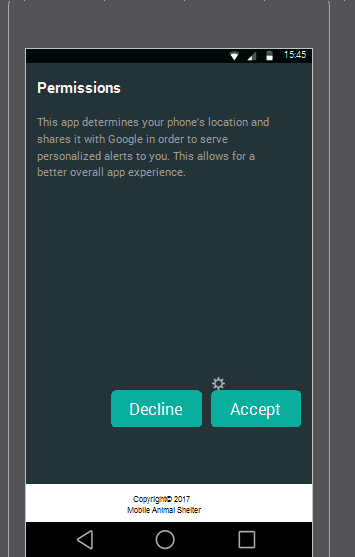 15:45
Permissions
This app determines your phone's location and
shares it with Google in order to serve
personalized alerts to you. This allows for a
better overall app experience.
Decline Accept
Copyright© 2017
Mobile Animal Shelter